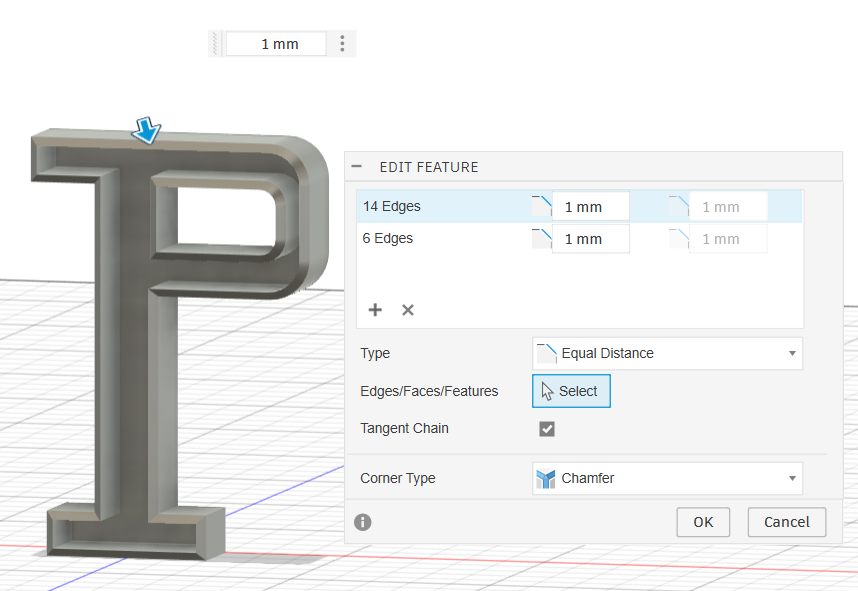 1 mm
EDIT FEATURE
14 Edges 1 mm 1 mm
6 Edges 1 mm 1 mm
Type Equal Distance
Edges/Faces/Features Select
Tangent Chain
Corner Type Chamfer
OK Cancel